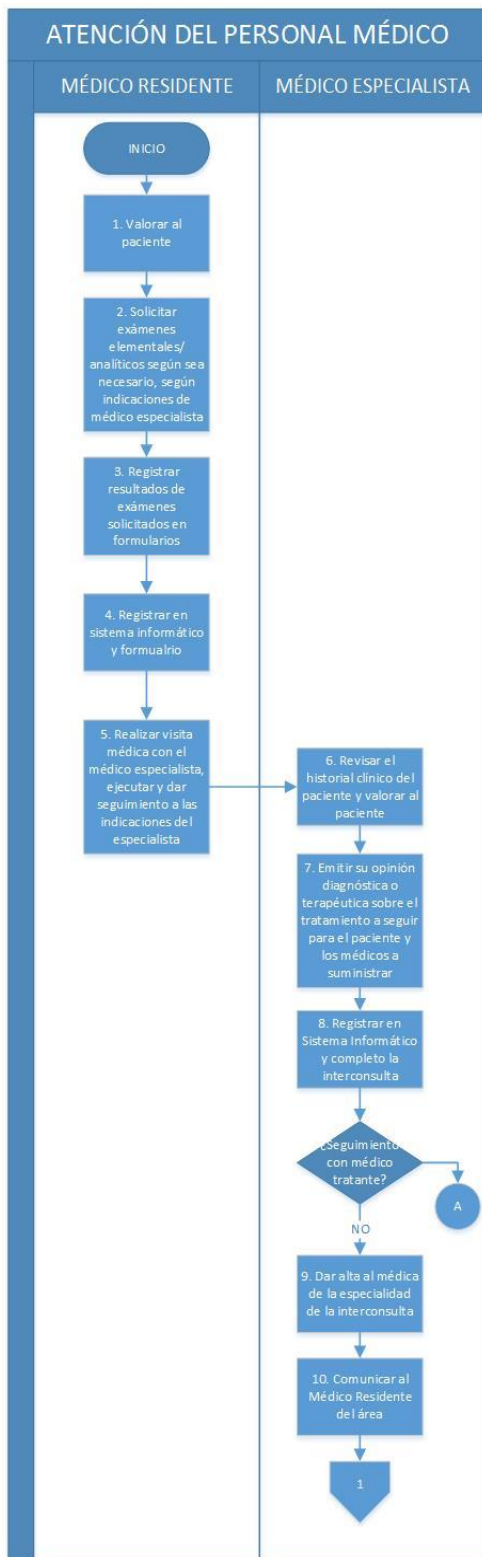 ATENCIÓN DEL PERSONAL MÉDICO
MÉDICO RESIDENTE
MÉDICO ESPECIALISTA
INICIO
1. Valorar al
paciente
2. Solicitar
exámenes
elementales/
analíticos según sea
necesario, según
indicaciones de
médico especialista
3. Registrar
resultados de
exámenes
solicitados en
formularios
4. Registrar en
sistema informático
y formualrio
5. Realizar visita
médica con el
médico especialista,
ejecutar y dar
seguimiento a las
indicaciones del
especialista
6. Revisar el
historial clínico del
paciente y valorar al
paciente
7. Emitir su opinión
diagnóstica o
terapéutica sobre el
tratamiento a seguir
para el paciente y
los médicos a
suministrar
8. Registrar en
Sistema Informático
y completo la
interconsulta
¿Seguimiento
con médico
tratante?
A
NO
9. Dar alta al médica
de la especialidad
de la interconsulta
10. Comunicar al
Médico Residente
del área
1